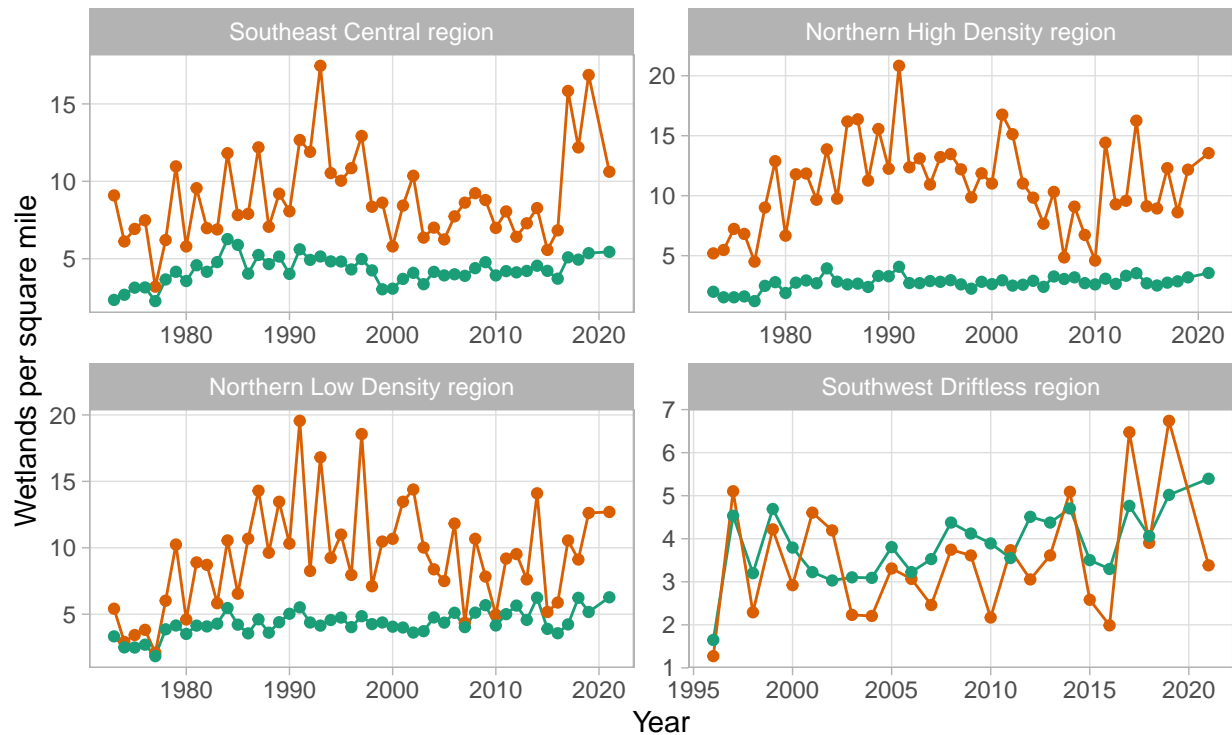 Southeast Central region
Northern High Density region
15
10
5
20
15
10
5
1980 1990 2000 2010 2020
1980 1990 2000 2010 2020
Northern Low Density region
Southwest Driftless region
20
15
10
5
7
6
5
4
3
2
1
1980 1990 2000 2010 2020
1995 2000 2005 2010 2015 2020
Wetlands per square mile
Year